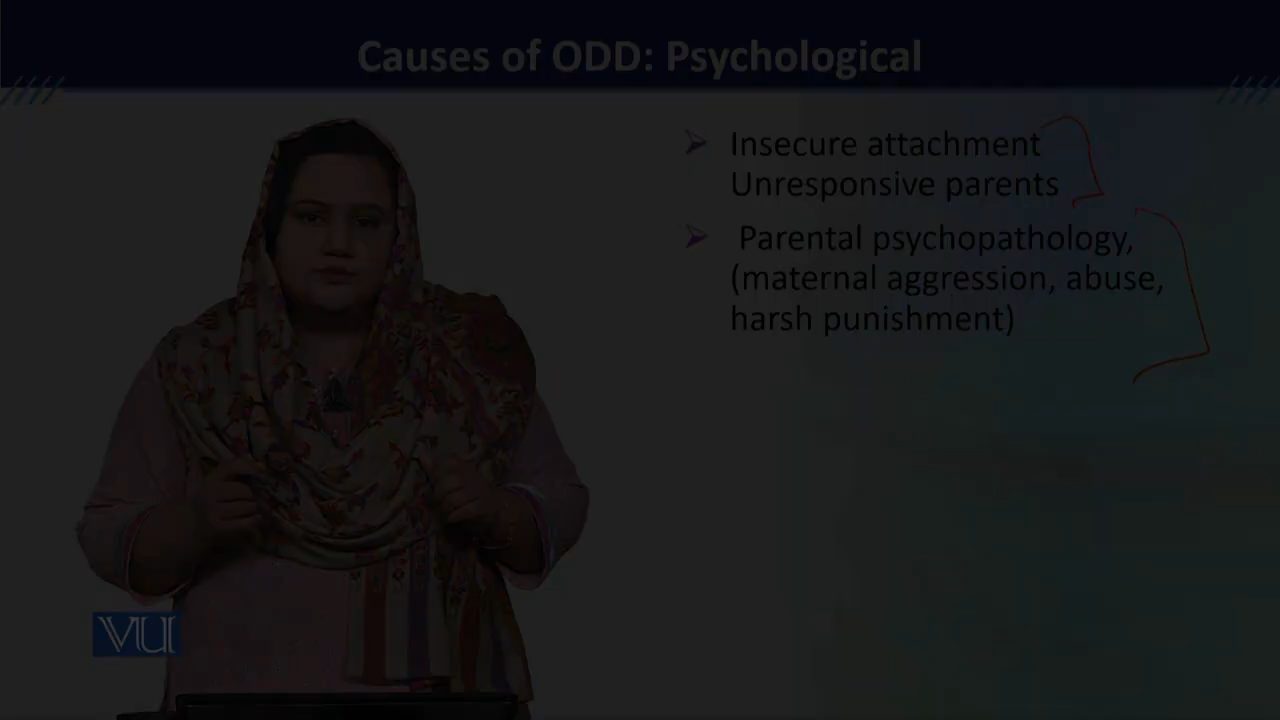 Causes of ODD: Psychological
Insecure attachment
Unresponsive parents
Parental psychopathology,
(maternal aggression, abuse,
harsh punishment)
VU